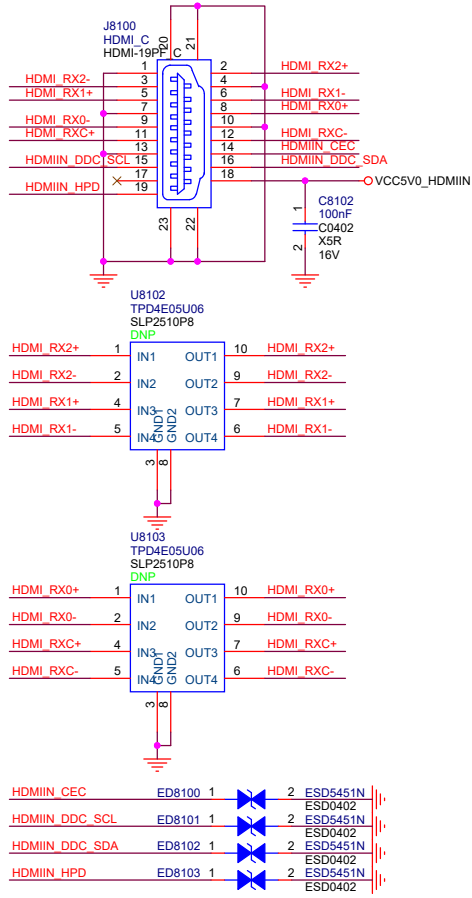 J8100
HDMI_C
HDMI-19PF_C
20
21
1
2
HDMI_RX2+
HDMI_RX2-
3
4
HDMI_RX1+
5
6
HDMI_RX1-
7
8
HDMI_RX0+
HDMI_RX0-
9
10
HDMI_RXC+
11
12
HDMI_RXC-
13
14
HDMIIN_CEC
HDMIIN_DDC_SCL
15
16
HDMIIN_DDC_SDA
17
18
VCC5V0_HDMIIN
HDMIIN_HPD
19
23
22
1
2
C8102
100nF
C0402
X5R
16V
U8102
TPD4E05U06
SLP2510P8
DNP
HDMI_RX2+
1
IN1
OUT1
10
HDMI_RX2+
HDMI_RX2-
2
IN2
OUT2
9
HDMI_RX2-
HDMI_RX1+
4
IN3
OUT3
7
HDMI_RX1+
HDMI_RX1-
5
IN4
OUT4
6
HDMI_RX1-
GND1
GND2
3
8
U8103
TPD4E05U06
SLP2510P8
DNP
HDMI_RX0+
1
IN1
OUT1
10
HDMI_RX0+
HDMI_RX0-
2
IN2
OUT2
9
HDMI_RX0-
HDMI_RXC+
4
IN3
OUT3
7
HDMI_RXC+
HDMI_RXC-
5
IN4
OUT4
6
HDMI_RXC-
GND1
GND2
3
8
HDMIIN_CEC
ED8100
1
2
ESD5451N
ESD0402
HDMIIN_DDC_SCL
ED8101
1
2
ESD5451N
ESD0402
HDMIIN_DDC_SDA
ED8102
1
2
ESD5451N
ESD0402
HDMIIN_HPD
ED8103
1
2
ESD5451N
ESD0402